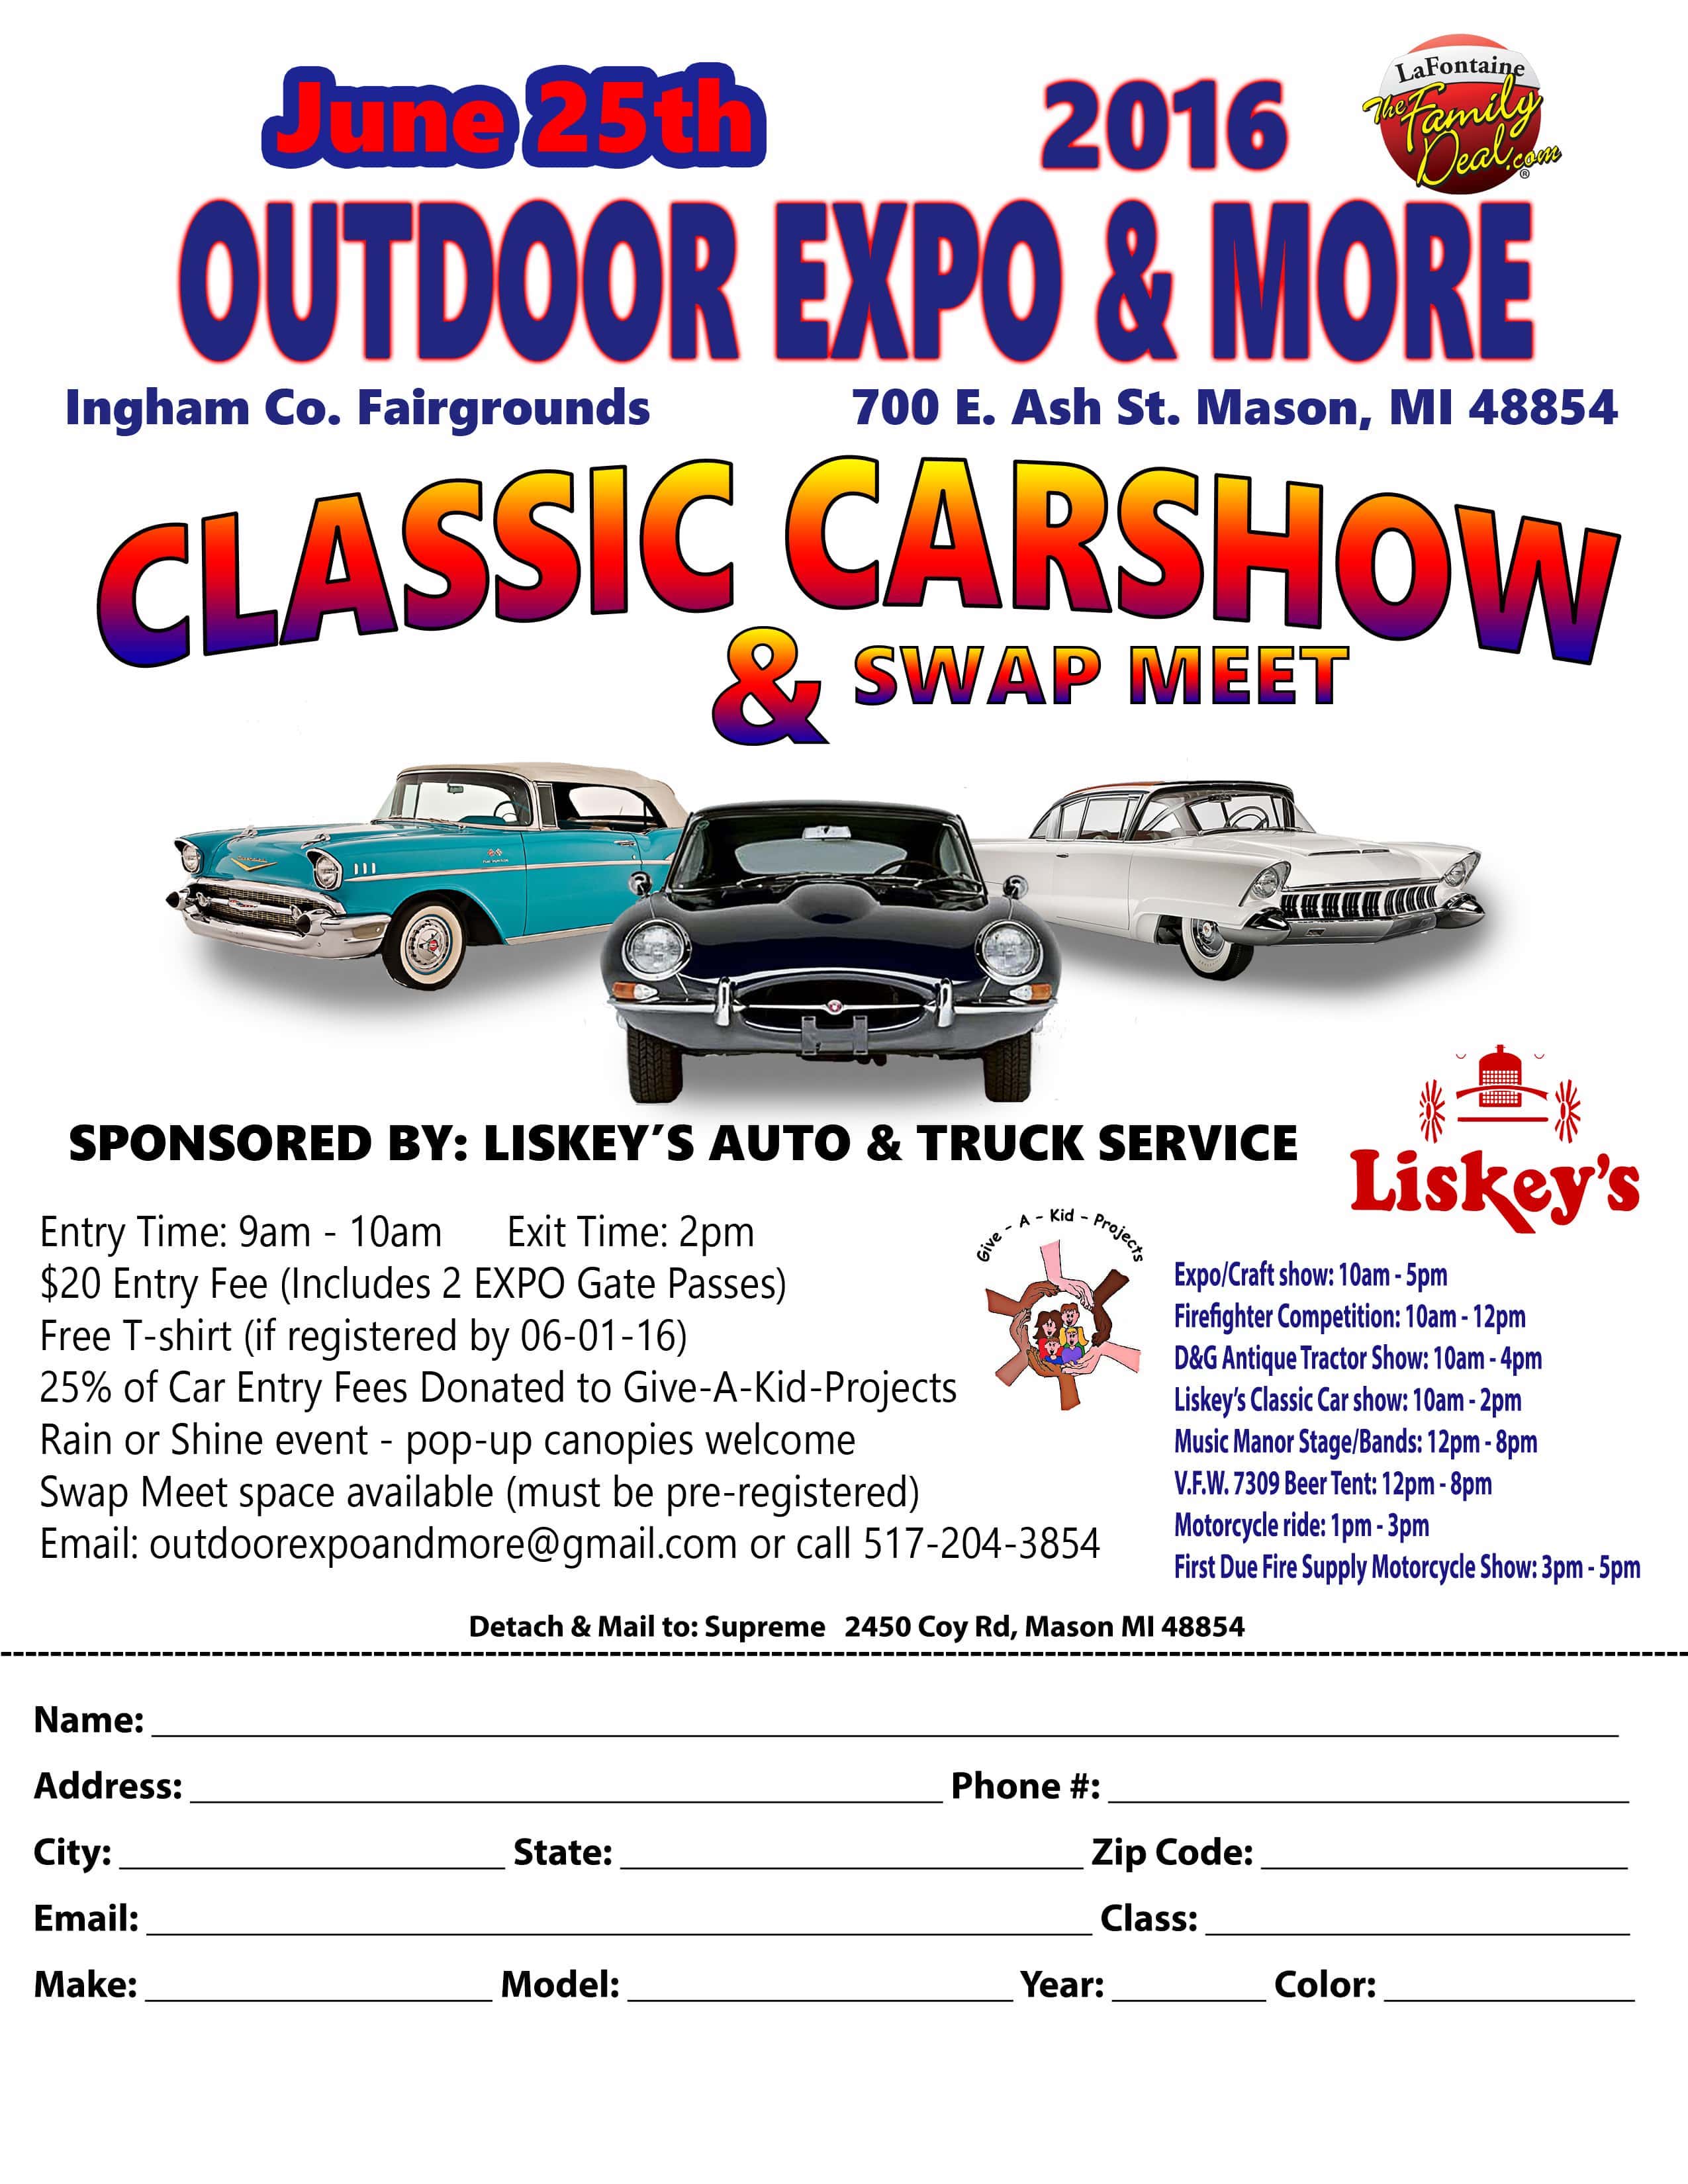 June 25th 2016
LaFontaine
The Family Deal.com®
OUTDOOR EXPO & MORE
Ingham Co. Fairgrounds 700 E. Ash St. Mason, MI 48854
CLASSIC CARSHOW
& SWAP MEET
SPONSORED BY: LISKEY'S AUTO & TRUCK SERVICE
Liskey's
Entry Time: 9am - 10am Exit Time: 2pm
$20 Entry Fee (Includes 2 EXPO Gate Passes)
Free T-shirt (if registered by 06-01-16)
25% of Car Entry Fees Donated to Give-A-Kid-Projects
Rain or Shine event - pop-up canopies welcome
Swap Meet space available (must be pre-registered)
Email: outdoorexpoandmore@gmail.com or call 517-204-3854
Give - A - Kid - Projects
Expo/Craft show: 10am - 5pm
Firefighter Competition: 10am - 12pm
D&G Antique Tractor Show: 10am - 4pm
Liskey's Classic Car show: 10am - 2pm
Music Manor Stage/Bands: 12pm - 8pm
V.F.W. 7309 Beer Tent: 12pm - 8pm
Motorcycle ride: 1pm - 3pm
First Due Fire Supply Motorcycle Show: 3pm - 5pm
Detach & Mail to: Supreme 2450 Coy Rd, Mason MI 48854
Name:
Address: Phone #:
City: State: Zip Code:
Email: Class:
Make: Model: Year: Color: